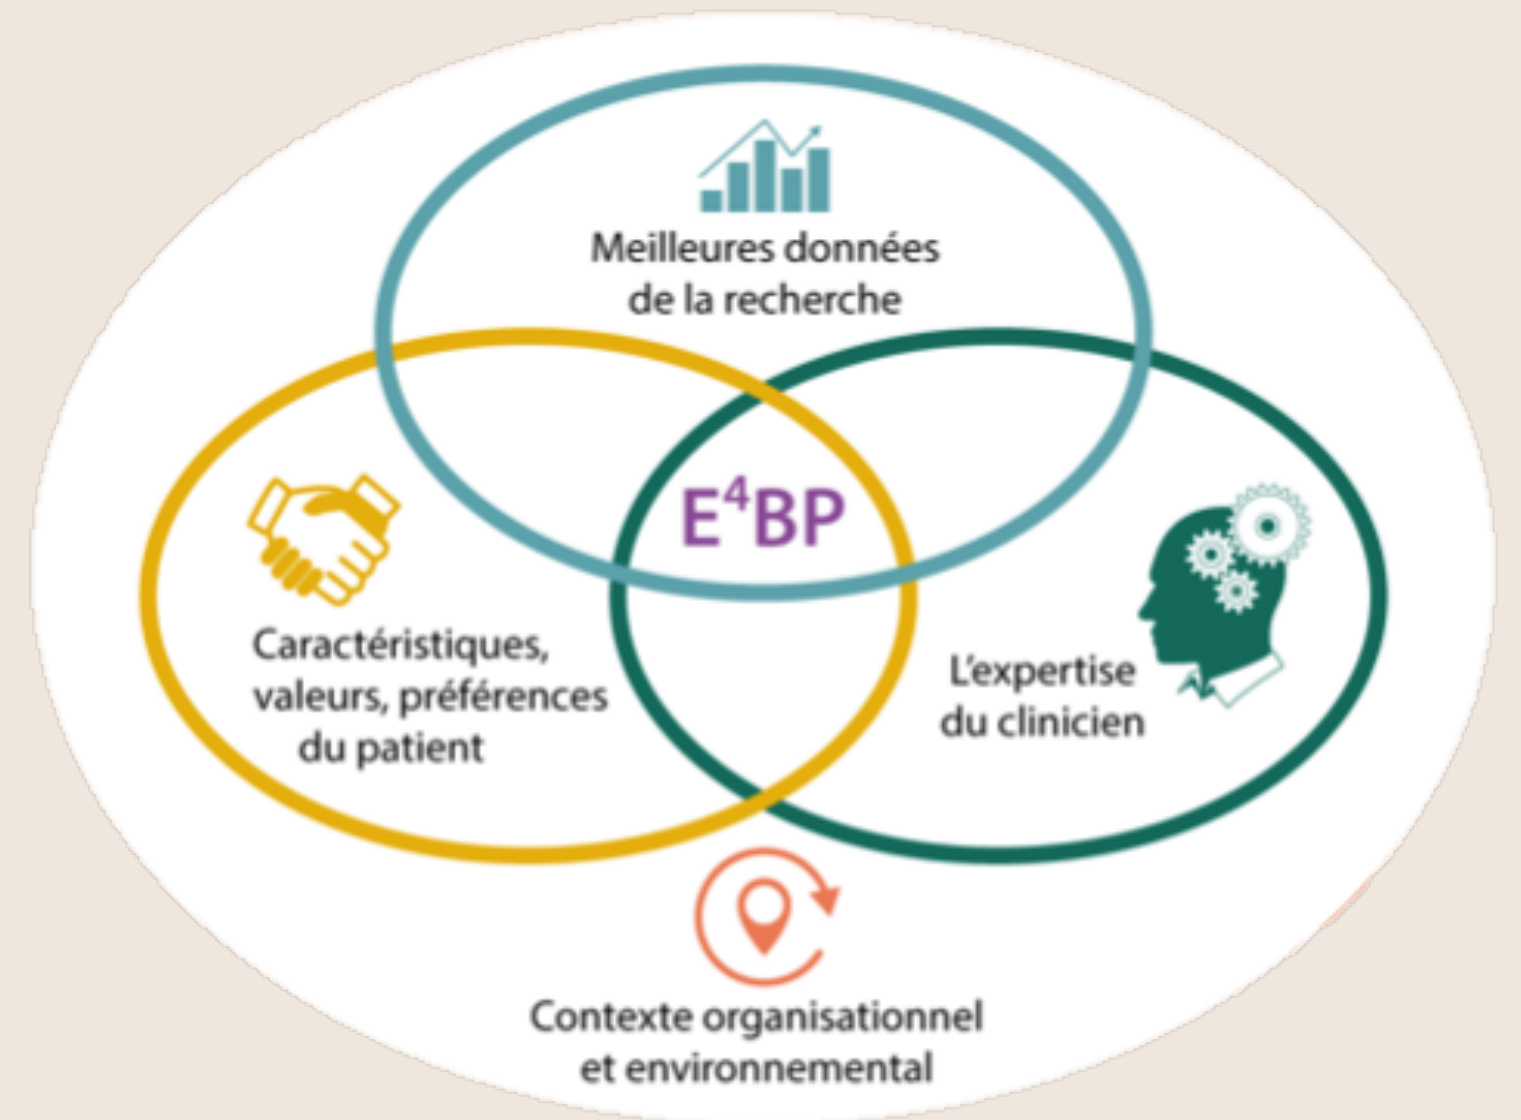 Meilleures données
de la recherche
E⁴BP
Caractéristiques,
valeurs, préférences
du patient
L'expertise
du clinicien
Contexte organisationnel
et environnemental